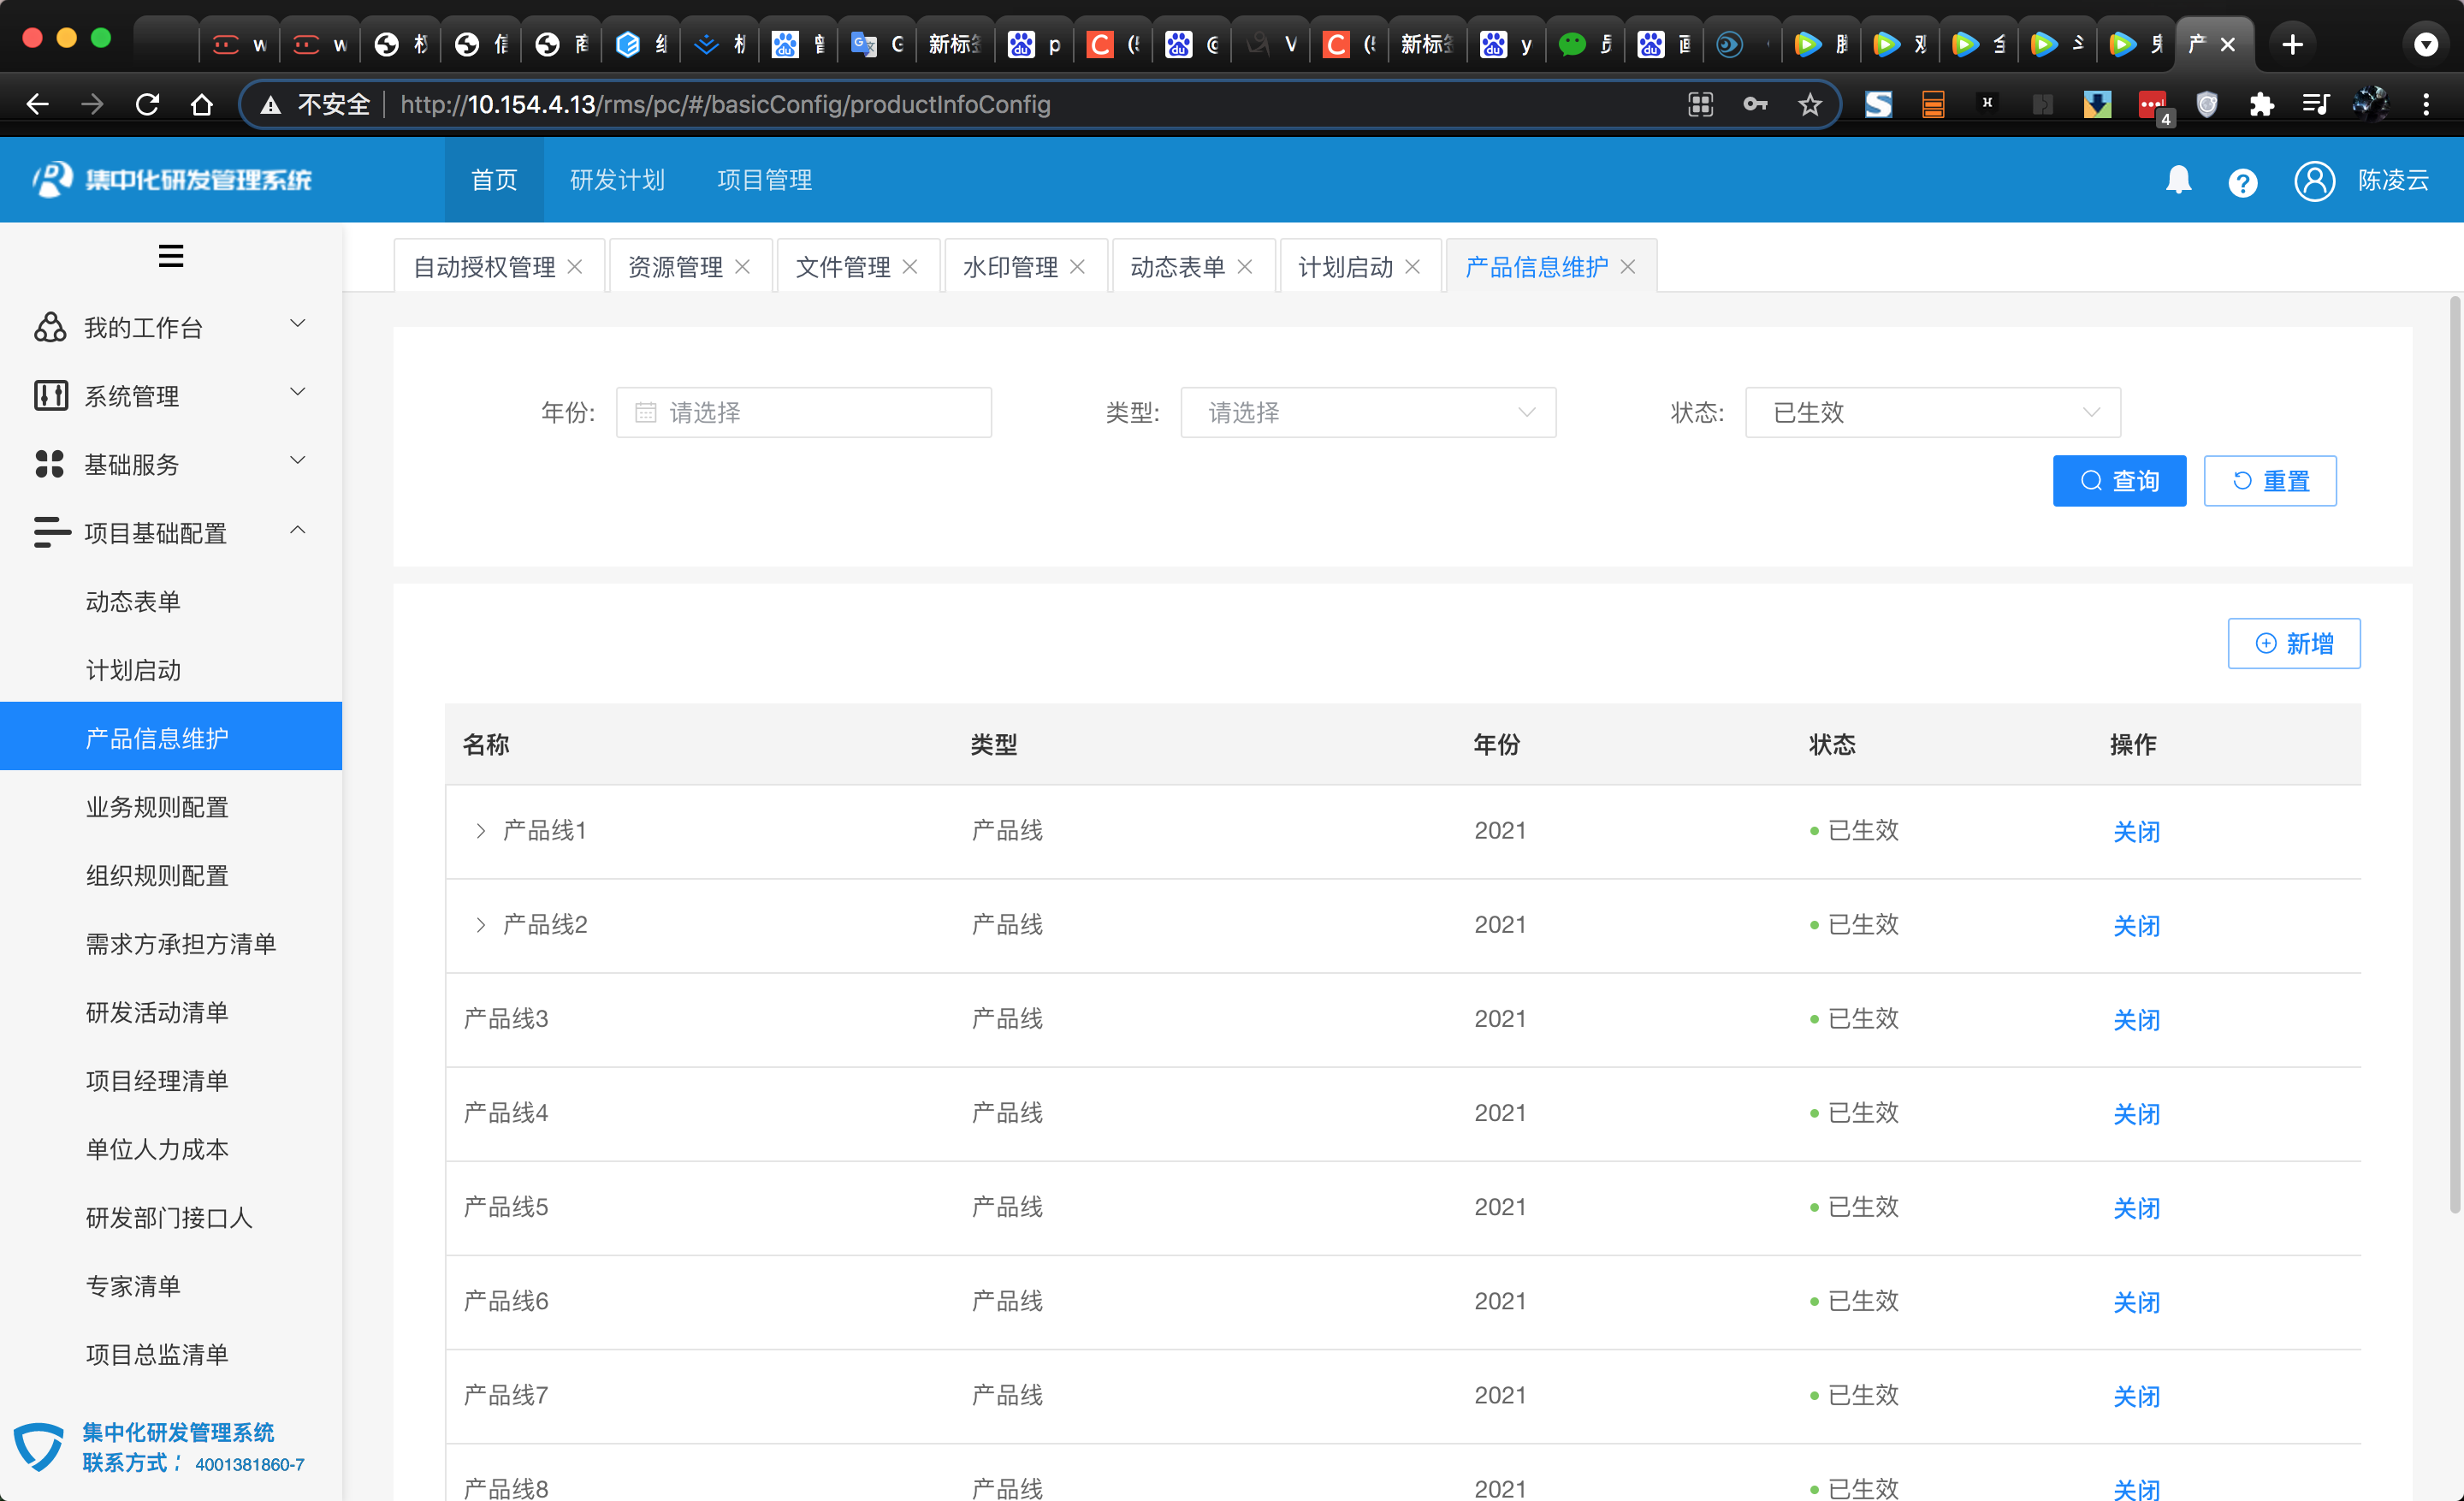 新标
p
新标
y
不安全 http://10.154.4.13/rms/pc/#/basicConfig/productInfoConfig
4
集中化研发管理系统 首页 研发计划 项目管理 陈凌云
自动授权管理 资源管理 文件管理 水印管理 动态表单 计划启动 产品信息维护
我的工作台
系统管理
基础服务
项目基础配置
动态表单
计划启动
产品信息维护
业务规则配置
组织规则配置
需求方承担方清单
研发活动清单
项目经理清单
单位人力成本
研发部门接口人
专家清单
项目总监清单
集中化研发管理系统
联系方式: 4001381860-7
年份: 请选择 类型: 请选择 状态: 已生效
查询 重置
新增
名称 类型 年份 状态 操作
产品线1 产品线 2021 已生效 关闭
产品线2 产品线 2021 已生效 关闭
产品线3 产品线 2021 已生效 关闭
产品线4 产品线 2021 已生效 关闭
产品线5 产品线 2021 已生效 关闭
产品线6 产品线 2021 已生效 关闭
产品线7 产品线 2021 已生效 关闭
产品线8 产品线 2021 已生效 关闭